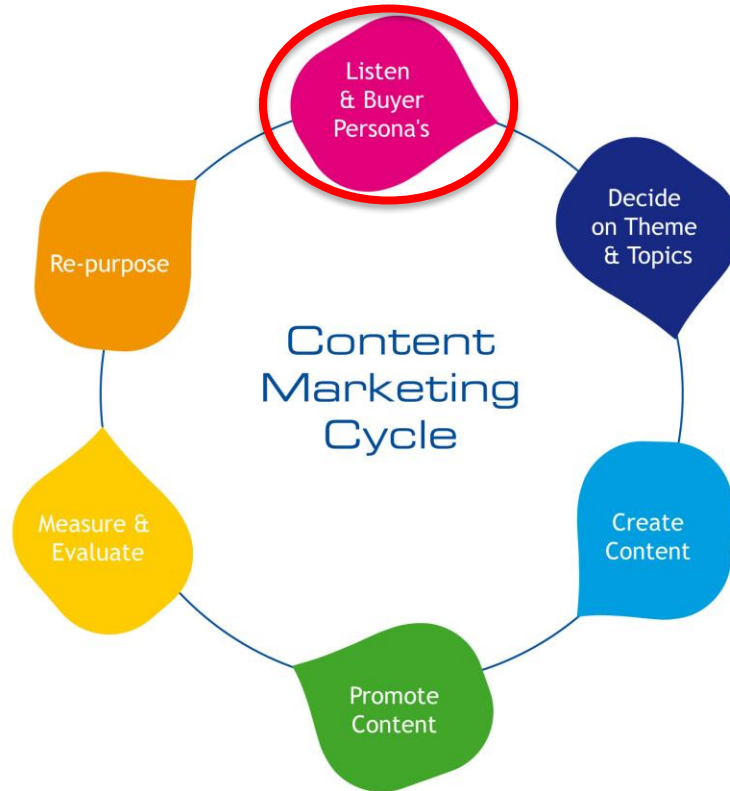 Listen
& Buyer
Persona's
Decide
on Theme
& Topics
Create
Content
Promote
Content
Measure &
Evaluate
Re-purpose
Content
Marketing
Cycle